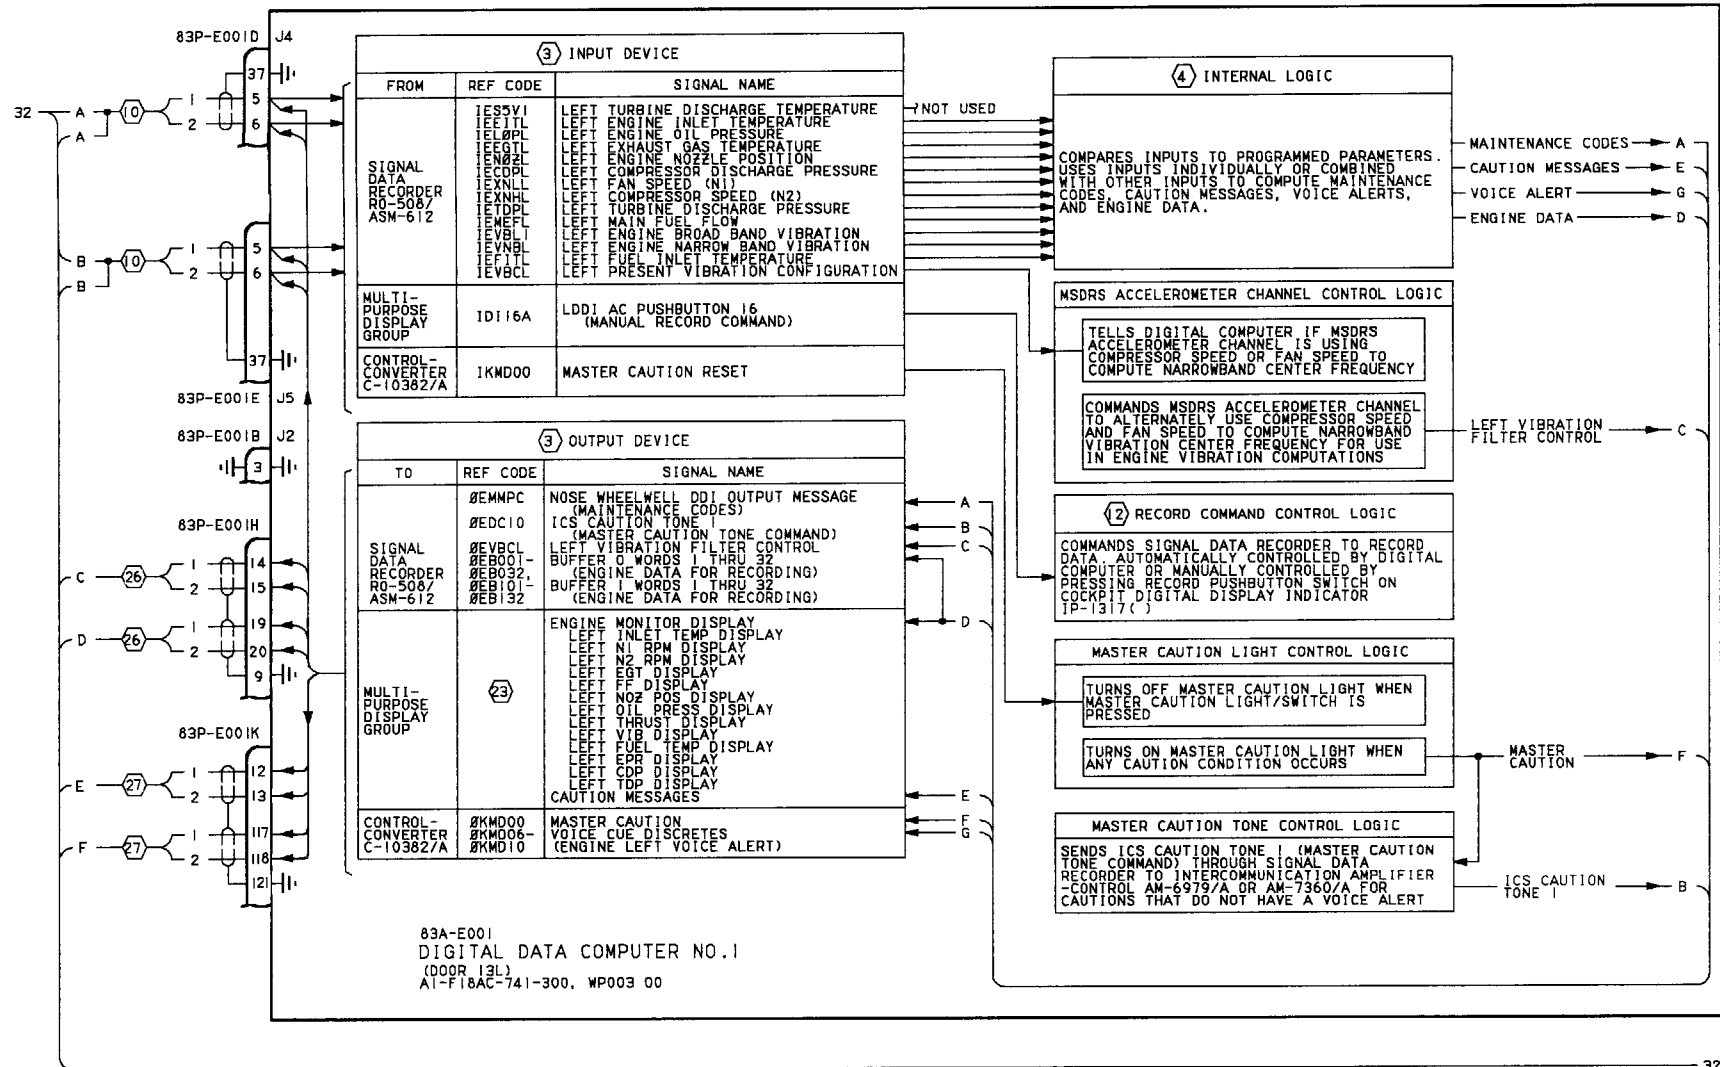 83P-E001D J4
37
32 A 10 1 5
A 2 6
B 10 1 5
B 2 6
37
83P-E001E J5
83P-E001B J2
3
83P-E001H
C 26 1 14
2 15
D 26 1 19
2 20
9
83P-E001K
E 27 1 12
2 13
F 27 1 117
2 118
121
3 INPUT DEVICE
FROM REF CODE SIGNAL NAME
SIGNAL
DATA
RECORDER
RO-508/
ASM-612
IES5V1 LEFT TURBINE DISCHARGE TEMPERATURE NOT USED
IEEITL LEFT ENGINE INLET TEMPERATURE
IELØPL LEFT ENGINE OIL PRESSURE
IEEGTL LEFT EXHAUST GAS TEMPERATURE
IENØZL LEFT ENGINE NOZZLE POSITION
IECDPL LEFT COMPRESSOR DISCHARGE PRESSURE
IEXNLL LEFT FAN SPEED (N1)
IEXNHL LEFT COMPRESSOR SPEED (N2)
IETDPL LEFT TURBINE DISCHARGE PRESSURE
IEMEFL LEFT MAIN FUEL FLOW
IEVBLI LEFT ENGINE BROAD BAND VIBRATION
IEVNBL LEFT ENGINE NARROW BAND VIBRATION
IEFITL LEFT FUEL INLET TEMPERATURE
IEVBCL LEFT PRESENT VIBRATION CONFIGURATION
MULTI-
PURPOSE
DISPLAY
GROUP
IDI16A LDDI AC PUSHBUTTON 16
(MANUAL RECORD COMMAND)
CONTROL-
CONVERTER
C-10382/A
IKMD00 MASTER CAUTION RESET
3 OUTPUT DEVICE
TO REF CODE SIGNAL NAME
SIGNAL
DATA
RECORDER
RO-508/
ASM-612
ØEMMPC NOSE WHEELWELL DDI OUTPUT MESSAGE A
(MAINTENANCE CODES)
ØEDC10 ICS CAUTION TONE 1 B
(MASTER CAUTION TONE COMMAND)
ØEVBCL LEFT VIBRATION FILTER CONTROL C
ØEB001- BUFFER 0 WORDS 1 THRU 32
ØEB032, (ENGINE DATA FOR RECORDING)
ØEB101- BUFFER 1 WORDS 1 THRU 32
ØEB132 (ENGINE DATA FOR RECORDING)
MULTI-
PURPOSE
DISPLAY
GROUP
23
ENGINE MONITOR DISPLAY D
LEFT INLET TEMP DISPLAY
LEFT N1 RPM DISPLAY
LEFT N2 RPM DISPLAY
LEFT EGT DISPLAY
LEFT FF DISPLAY
LEFT NOZ POS DISPLAY
LEFT OIL PRESS DISPLAY
LEFT THRUST DISPLAY
LEFT VIB DISPLAY
LEFT FUEL TEMP DISPLAY
LEFT EPR DISPLAY
LEFT CDP DISPLAY
LEFT TDP DISPLAY
CAUTION MESSAGES E
CONTROL-
CONVERTER
C-10382/A
ØKMD00 MASTER CAUTION F
ØKMD06- VOICE CUE DISCRETES G
ØKMD10 (ENGINE LEFT VOICE ALERT)
4 INTERNAL LOGIC
COMPARES INPUTS TO PROGRAMMED PARAMETERS.
USES INPUTS INDIVIDUALLY OR COMBINED
WITH OTHER INPUTS TO COMPUTE MAINTENANCE
CODES, CAUTION MESSAGES, VOICE ALERTS,
AND ENGINE DATA.
MAINTENANCE CODES A
CAUTION MESSAGES E
VOICE ALERT G
ENGINE DATA D
MSDRS ACCELEROMETER CHANNEL CONTROL LOGIC
TELLS DIGITAL COMPUTER IF MSDRS
ACCELEROMETER CHANNEL IS USING
COMPRESSOR SPEED OR FAN SPEED TO
COMPUTE NARROWBAND CENTER FREQUENCY
COMMANDS MSDRS ACCELEROMETER CHANNEL
TO ALTERNATELY USE COMPRESSOR SPEED
AND FAN SPEED TO COMPUTE NARROWBAND
VIBRATION CENTER FREQUENCY FOR USE
IN ENGINE VIBRATION COMPUTATIONS
LEFT VIBRATION
FILTER CONTROL C
12 RECORD COMMAND CONTROL LOGIC
COMMANDS SIGNAL DATA RECORDER TO RECORD
DATA. AUTOMATICALLY CONTROLLED BY DIGITAL
COMPUTER OR MANUALLY CONTROLLED BY
PRESSING RECORD PUSHBUTTON SWITCH ON
COCKPIT DIGITAL DISPLAY INDICATOR
IP-1317( )
MASTER CAUTION LIGHT CONTROL LOGIC
TURNS OFF MASTER CAUTION LIGHT WHEN
MASTER CAUTION LIGHT/SWITCH IS
PRESSED
TURNS ON MASTER CAUTION LIGHT WHEN
ANY CAUTION CONDITION OCCURS
MASTER
CAUTION F
MASTER CAUTION TONE CONTROL LOGIC
SENDS ICS CAUTION TONE 1 (MASTER CAUTION
TONE COMMAND) THROUGH SIGNAL DATA
RECORDER TO INTERCOMMUNICATION AMPLIFIER
-CONTROL AM-6979/A OR AM-7360/A FOR
CAUTIONS THAT DO NOT HAVE A VOICE ALERT
ICS CAUTION
TONE 1 B
83A-E001
DIGITAL DATA COMPUTER NO.1
(DOOR 13L)
A1-F18AC-741-300, WP003 00
32